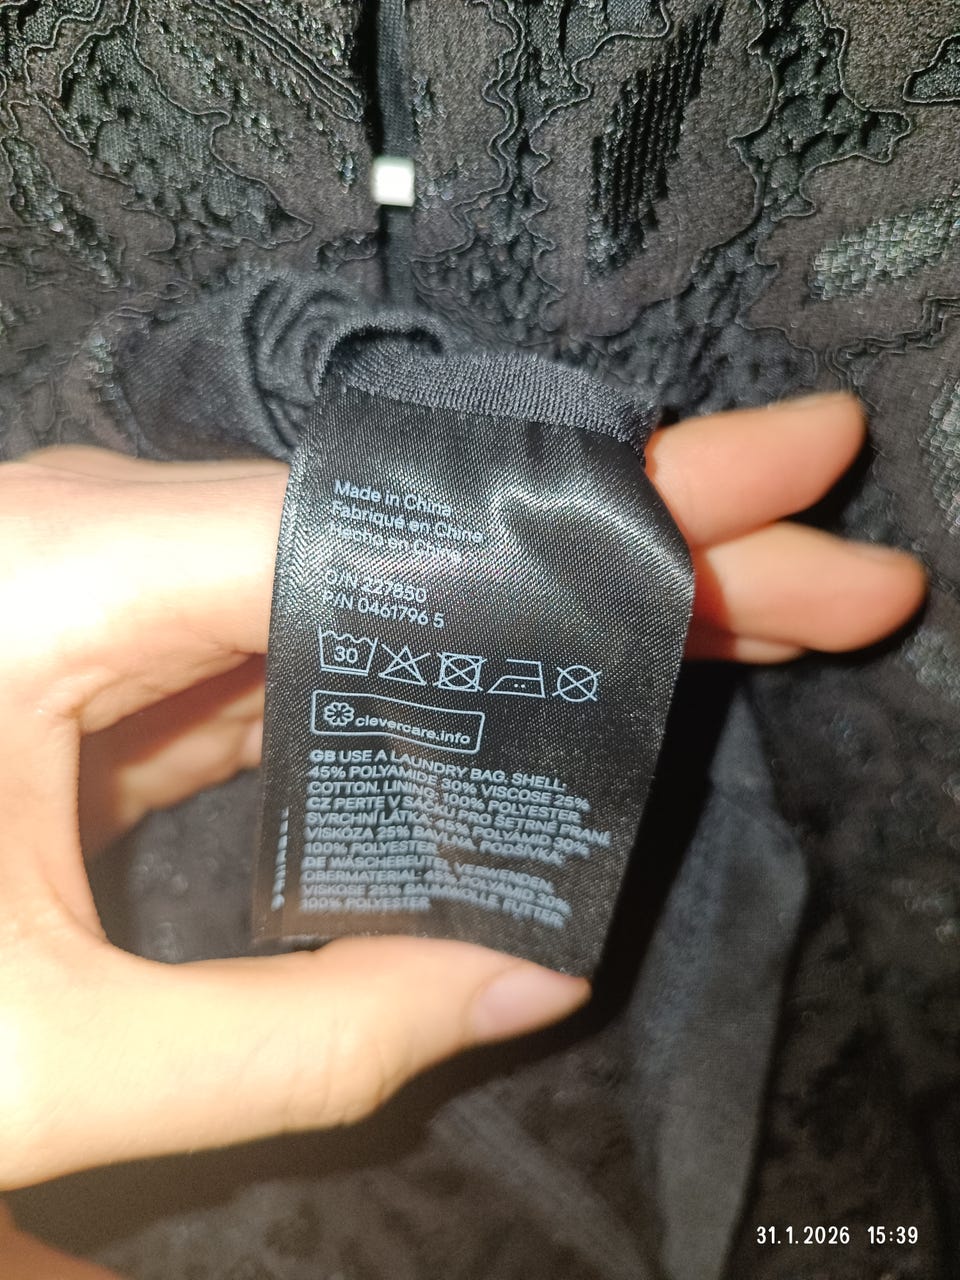 Made in China
Fabriqué en Chine
Hecho en China
O/N 227650
P/N 0461796 5
30
clevercare.info
GB USE A LAUNDRY BAG. SHELL:
45% POLYAMIDE 30% VISCOSE 25%
COTTON. LINING: 100% POLYESTER
CZ PERTE V SÁČKU PRO ŠETRNÉ PRANÍ
SVRCHNÍ LÁTKA: 45% POLYAMID 30%
VISKÓZA 25% BAVLNA. PODŠÍVKA:
100% POLYESTER
DE WÄSCHEBEUTEL VERWENDEN.
OBERMATERIAL: 45% POLYAMID 30%
VISKOSE 25% BAUMWOLLE FUTTER:
100% POLYESTER
31.1.2026 15:39